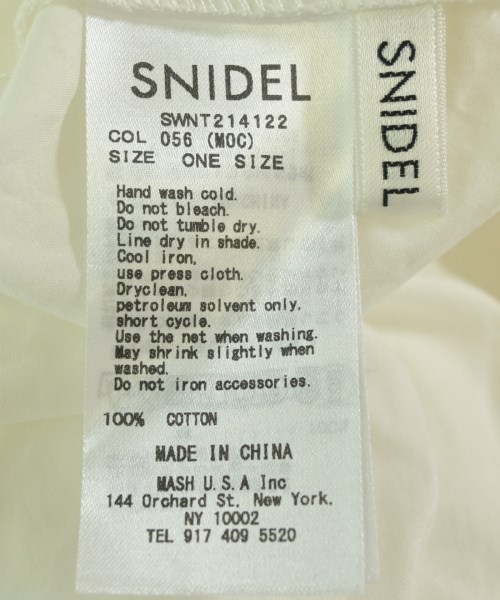 SNIDEL
SWNT214122
COL 056 (MOC)
SIZE ONE SIZE
Hand wash cold.
Do not bleach.
Do not tumble dry.
Line dry in shade.
Cool iron,
use press cloth.
Dryclean,
petroleum solvent only.
short cycle.
Use the net when washing.
May shrink slightly when
washed.
Do not iron accessories.
100% COTTON
MADE IN CHINA
MASH U.S.A Inc
144 Orchard St, New York.
NY 10002
TEL 917 409 5520
SNIDEL